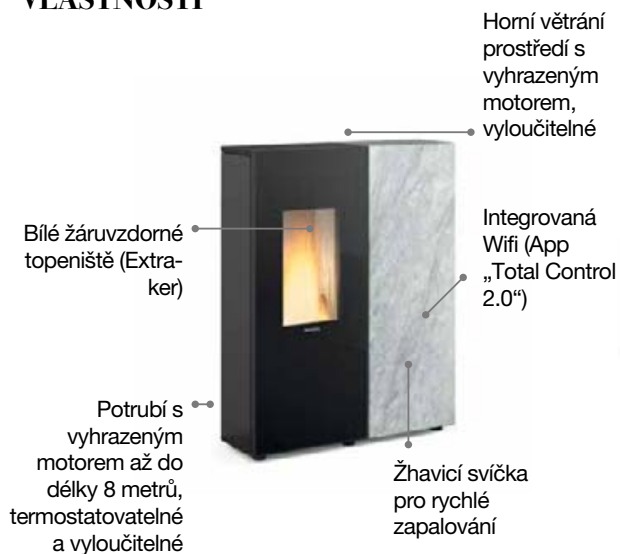 VLASTNOSTI
Horní větrání
prostředí s
vyhrazeným
motorem,
vyloučitelné
Bílé žáruvzdorné
topeniště (Extra-
ker)
Integrovaná
Wifi (App
„Total Control
2.0“)
Potrubí s
vyhrazeným
motorem až do
délky 8 metrů,
termostatovatelné
a vyloučitelné
Žhavicí svíčka
pro rychlé
zapalování